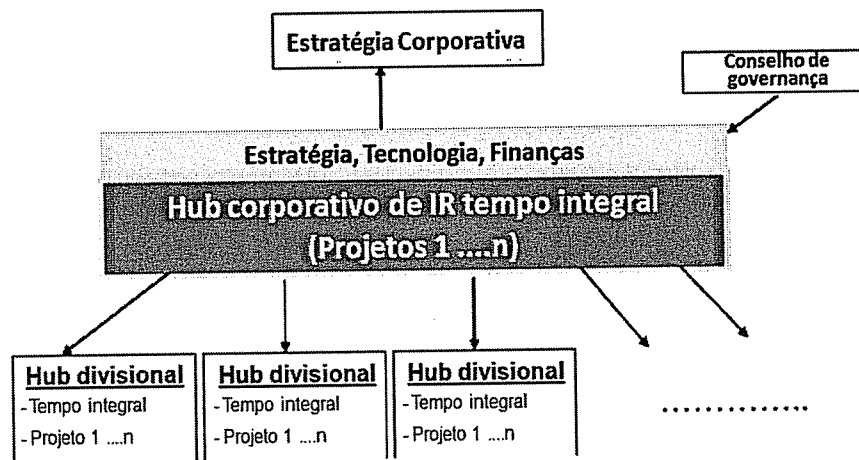 Estratégia Corporativa
Conselho de
governança
Estratégia, Tecnologia, Finanças
Hub corporativo de IR tempo integral
(Projetos 1 ....n)
Hub divisional
- Tempo integral
- Projeto 1 ....n
Hub divisional
- Tempo integral
- Projeto 1 ....n
Hub divisional
- Tempo integral
- Projeto 1 ....n